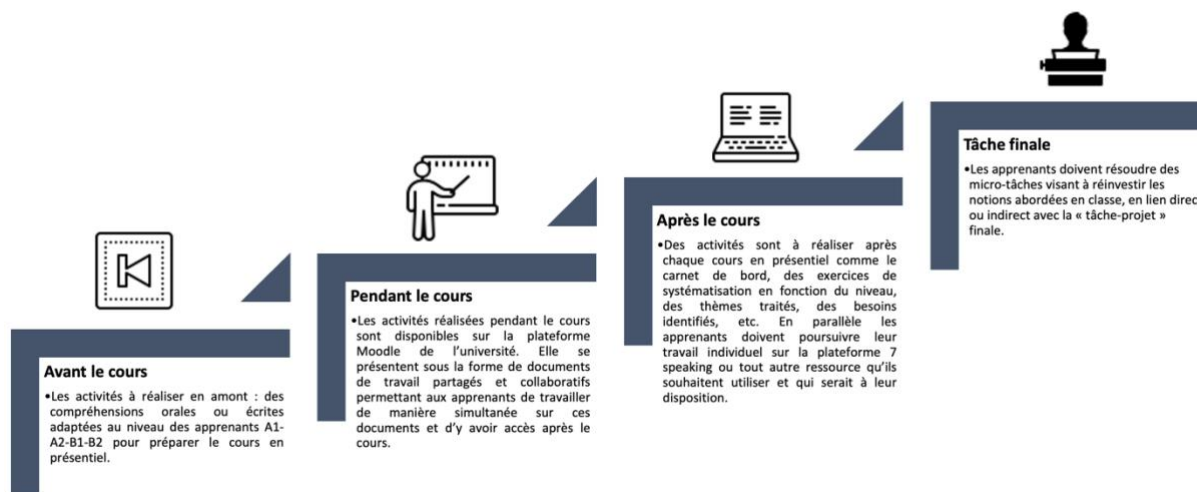 Avant le cours
•Les activités à réaliser en amont : des
compréhensions orales ou écrites
adaptées au niveau des apprenants A1-
A2-B1-B2 pour préparer le cours en
présentiel.
Pendant le cours
•Les activités réalisées pendant le cours
sont disponibles sur la plateforme
Moodle de l'université. Elle se
présentent sous la forme de documents
de travail partagés et collaboratifs
permettant aux apprenants de travailler
de manière simultanée sur ces
documents et d'y avoir accès après le
cours.
Après le cours
•Des activités sont à réaliser après
chaque cours en présentiel comme le
carnet de bord, des exercices de
systématisation en fonction du niveau,
des thèmes traités, des besoins
identifiés, etc. En parallèle les
apprenants doivent poursuivre leur
travail individuel sur la plateforme 7
speaking ou tout autre ressource qu'ils
souhaitent utiliser et qui serait à leur
disposition.
Tâche finale
•Les apprenants doivent résoudre des
micro-tâches visant à réinvestir les
notions abordées en classe, en lien direc
ou indirect avec la « tâche-projet »
finale.